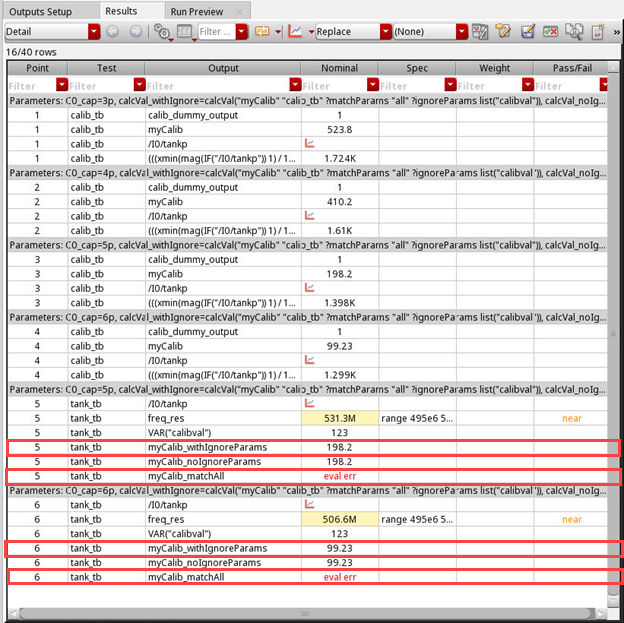 Outputs Setup Results Run Preview
Detail Filter ... Replace (None) »
16/40 rows
Point Test Output Nominal Spec Weight Pass/Fail
Filter Filter Filter Filter Filter Filter Filter
Parameters: C0_cap=3p, calcVal_withIgnore=calcVal("myCalib" "calib_tb" ?matchParams "all" ?ignoreParams list("calibval")), calcVal_noIg...
1 calib_tb calib_dummy_output 1
1 calib_tb myCalib 523.8
1 calib_tb /I0/tankp
1 calib_tb (((xmin(mag(IF("/I0/tankp")) 1) / 1... 1.724K
Parameters: C0_cap=4p, calcVal_withIgnore=calcVal("myCalib" "calib_tb" ?matchParams "all" ?ignoreParams list("calibval")), calcVal_noIg...
2 calib_tb calib_dummy_output 1
2 calib_tb myCalib 410.2
2 calib_tb /I0/tankp
2 calib_tb (((xmin(mag(IF("/I0/tankp")) 1) / 1... 1.61K
Parameters: C0_cap=5p, calcVal_withIgnore=calcVal("myCalib" "calib_tb" ?matchParams "all" ?ignoreParams list("calibval")), calcVal_noIg...
3 calib_tb calib_dummy_output 1
3 calib_tb myCalib 198.2
3 calib_tb /I0/tankp
3 calib_tb (((xmin(mag(IF("/I0/tankp")) 1) / 1... 1.398K
Parameters: C0_cap=6p, calcVal_withIgnore=calcVal("myCalib" "calib_tb" ?matchParams "all" ?ignoreParams list("calibval")), calcVal_noIg...
4 calib_tb calib_dummy_output 1
4 calib_tb myCalib 99.23
4 calib_tb /I0/tankp
4 calib_tb (((xmin(mag(IF("/I0/tankp")) 1) / 1... 1.299K
Parameters: C0_cap=5p, calcVal_withIgnore=calcVal("myCalib" "calib_tb" ?matchParams "all" ?ignoreParams list("calibval")), calcVal_noIg...
5 tank_tb /I0/tankp
5 tank_tb freq_res 531.3M range 495e6 5... near
5 tank_tb VAR("calibval") 123
5 tank_tb myCalib_withIgnoreParams 198.2
5 tank_tb myCalib_noIgnoreParams 198.2
5 tank_tb myCalib_matchAll eval err
Parameters: C0_cap=6p, calcVal_withIgnore=calcVal("myCalib" "calib_tb" ?matchParams "all" ?ignoreParams list("calibval")), calcVal_noIg...
6 tank_tb /I0/tankp
6 tank_tb freq_res 506.6M range 495e6 5... near
6 tank_tb VAR("calibval") 123
6 tank_tb myCalib_withIgnoreParams 99.23
6 tank_tb myCalib_noIgnoreParams 99.23
6 tank_tb myCalib_matchAll eval err